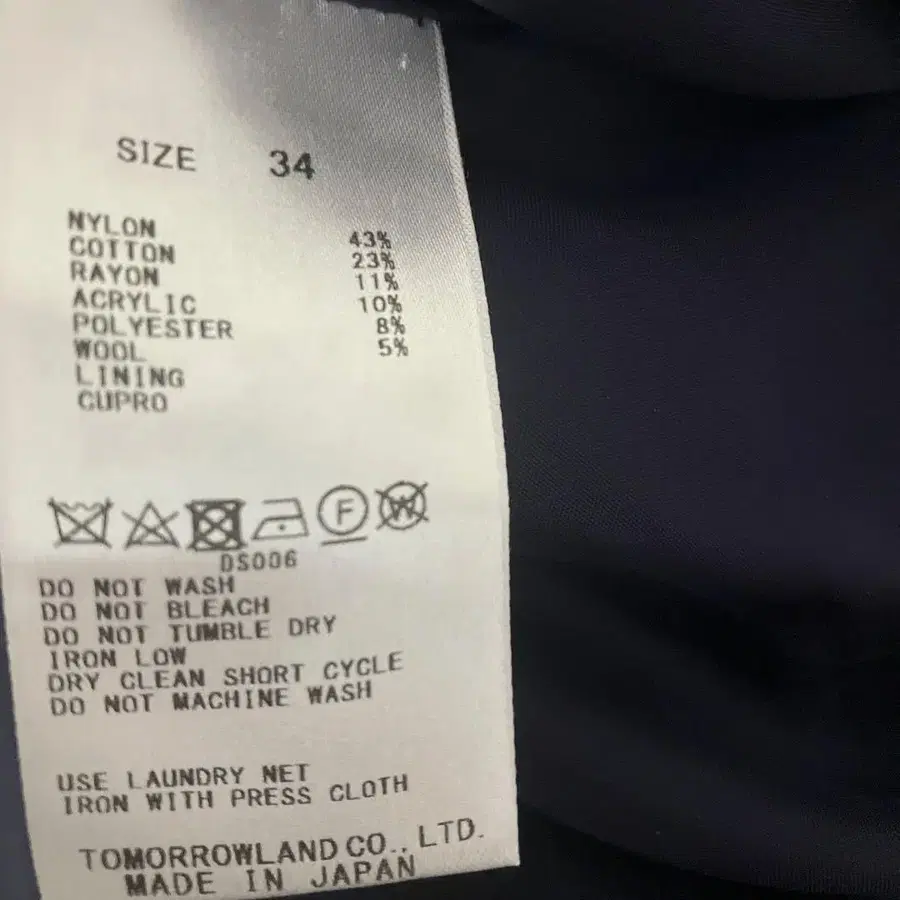 SIZE 34
NYLON 43%
COTTON 23%
RAYON 11%
ACRYLIC 10%
POLYESTER 8%
WOOL 5%
LINING
CUPRO
F W
DS006
DO NOT WASH
DO NOT BLEACH
DO NOT TUMBLE DRY
IRON LOW
DRY CLEAN SHORT CYCLE
DO NOT MACHINE WASH
USE LAUNDRY NET
IRON WITH PRESS CLOTH
TOMORROWLAND CO., LTD.
MADE IN JAPAN